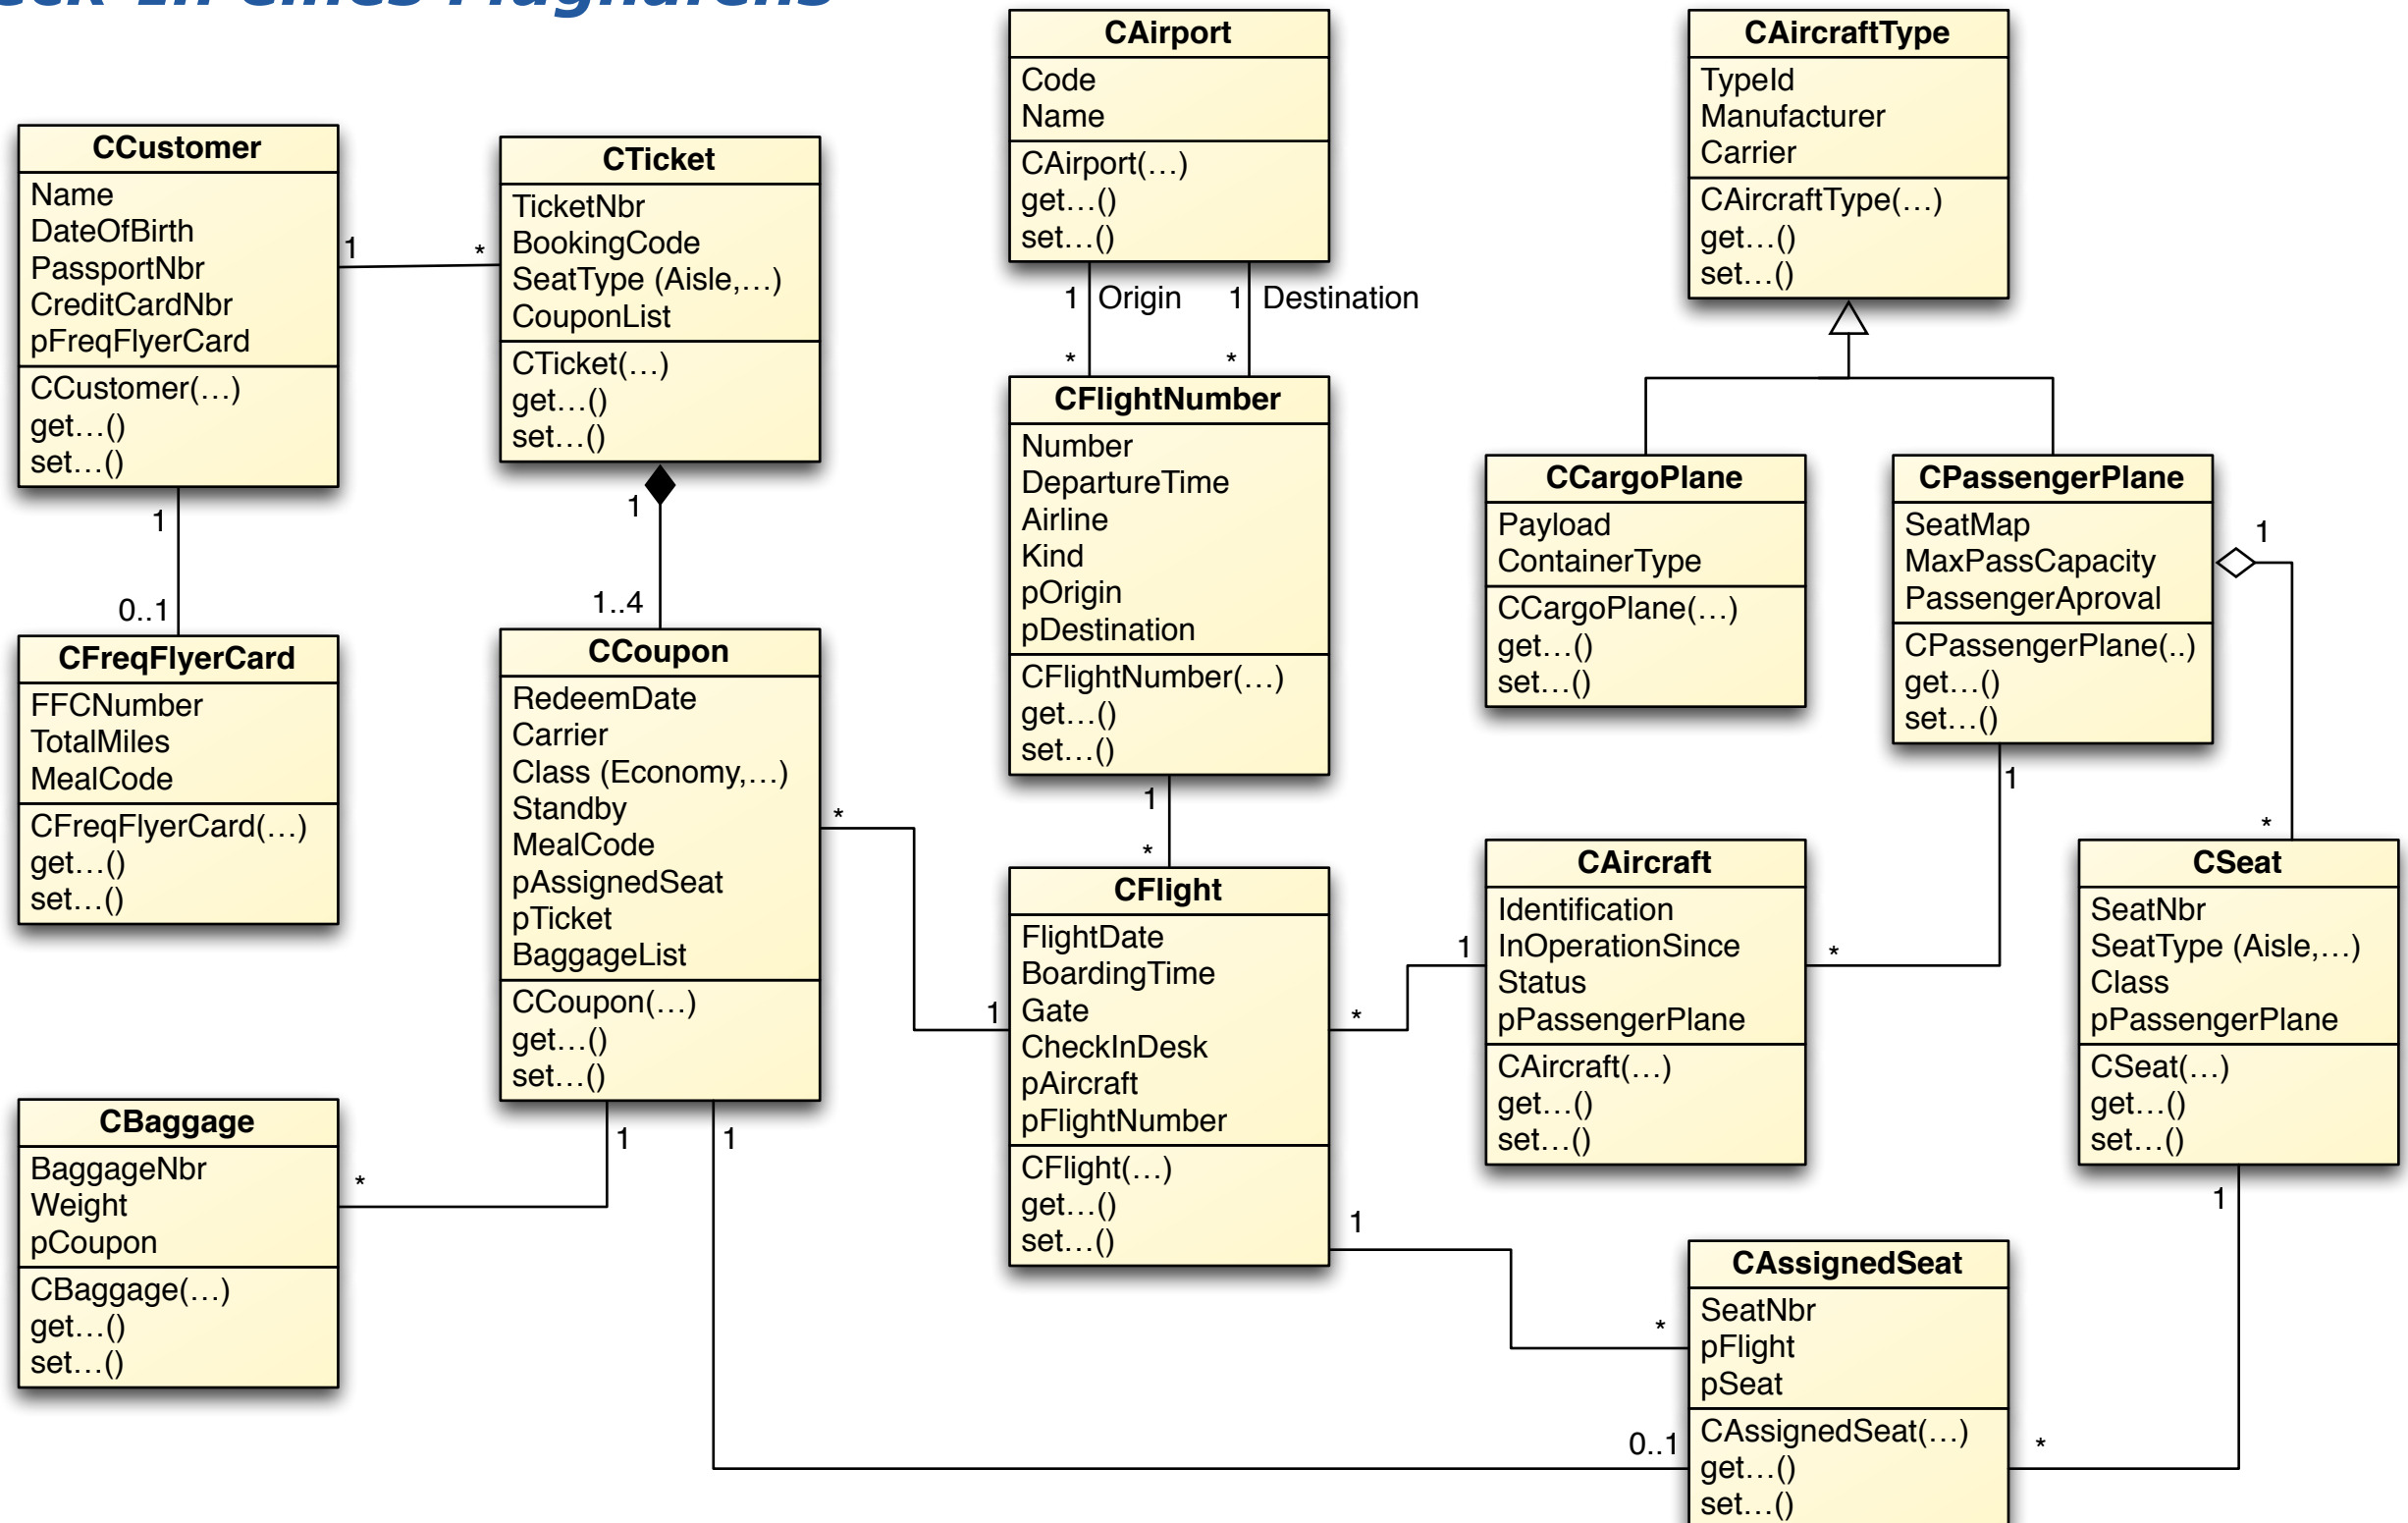 CCustomer
Name
DateOfBirth
PassportNbr
CreditCardNbr
pFreqFlyerCard
CCustomer(…)
get…()
set…()
1
*
1
0..1
CFreqFlyerCard
FFCNumber
TotalMiles
MealCode
CFreqFlyerCard(…)
get…()
set…()
CBaggage
BaggageNbr
Weight
pCoupon
CBaggage(…)
get…()
set…()
*
1
CTicket
TicketNbr
BookingCode
SeatType (Aisle,…)
CouponList
CTicket(…)
get…()
set…()
1
1..4
CCoupon
RedeemDate
Carrier
Class (Economy,…)
Standby
MealCode
pAssignedSeat
pTicket
BaggageList
CCoupon(…)
get…()
set…()
*
1
1
0..1
CAirport
Code
Name
CAirport(…)
get…()
set…()
1 Origin
1 Destination
*
*
CFlightNumber
Number
DepartureTime
Airline
Kind
pOrigin
pDestination
CFlightNumber(…)
get…()
set…()
1
*
CFlight
FlightDate
BoardingTime
Gate
CheckInDesk
pAircraft
pFlightNumber
CFlight(…)
get…()
set…()
*
1
1
*
CAircraftType
TypeId
Manufacturer
Carrier
CAircraftType(…)
get…()
set…()
CCargoPlane
Payload
ContainerType
CCargoPlane(…)
get…()
set…()
CPassengerPlane
SeatMap
MaxPassCapacity
PassengerAproval
CPassengerPlane(..)
get…()
set…()
1
*
1
*
CAircraft
Identification
InOperationSince
Status
pPassengerPlane
CAircraft(…)
get…()
set…()
CSeat
SeatNbr
SeatType (Aisle,…)
Class
pPassengerPlane
CSeat(…)
get…()
set…()
1
*
CAssignedSeat
SeatNbr
pFlight
pSeat
CAssignedSeat(…)
get…()
set…()